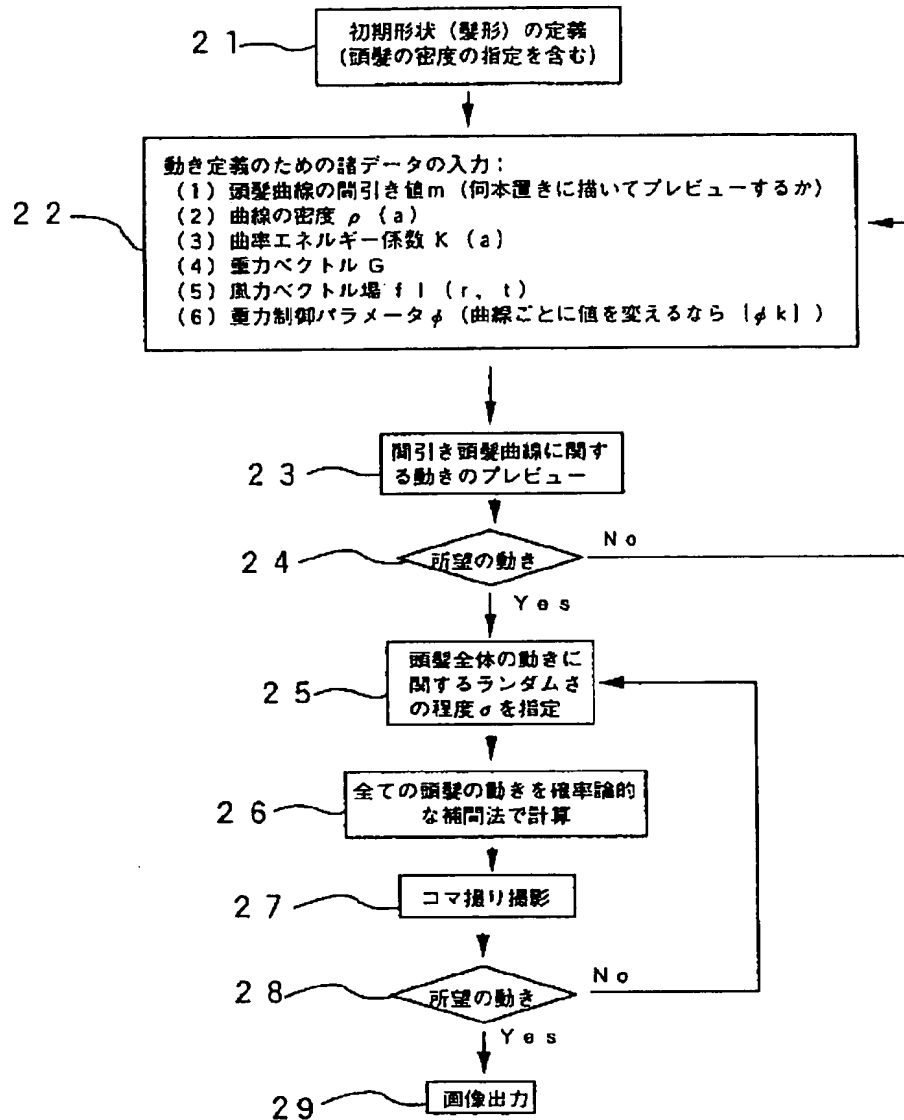 21
初期形状（髪形）の定義
（頭髪の密度の指定を含む）
22
動き定義のための諸データの入力：
（1）頭髪曲線の間引き値m（何本置きに描いてプレビューするか）
（2）曲線の密度 ρ（a）
（3）曲率エネルギー係数 K（a）
（4）重力ベクトル G
（5）風力ベクトル場 f l（r, t）
（6）重力制御パラメータφ（曲線ごとに値を変えるなら {φk} ）
23
間引き頭髪曲線に関す
る動きのプレビュー
24
所望の動き
No
Yes
25
頭髪全体の動きに
関するランダムさ
の程度σを指定
26
全ての頭髪の動きを確率論的
な補間法で計算
27
コマ撮り撮影
28
所望の動き
No
Yes
29
画像出力